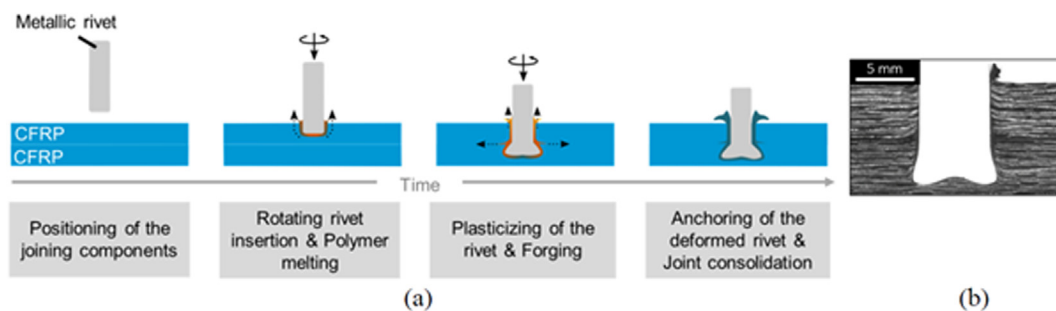 Metallic rivet
CFRP
CFRP
Time
Positioning of the
joining components
Rotating rivet
insertion & Polymer
melting
Plasticizing of the
rivet & Forging
Anchoring of the
deformed rivet &
Joint consolidation
(a)
5 mm
(b)